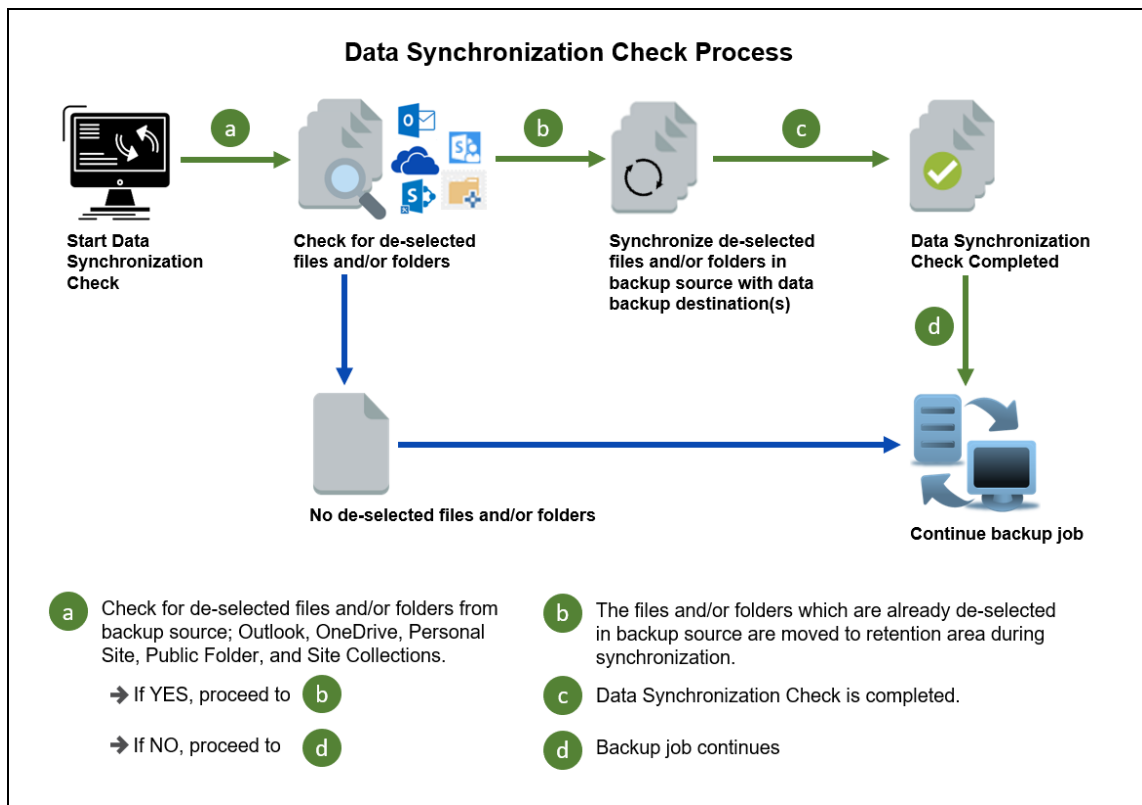 Data Synchronization Check Process
a
b
c
Start Data
Synchronization
Check
Check for de-selected
files and/or folders
Synchronize de-selected
files and/or folders in
backup source with data
backup destination(s)
Data Synchronization
Check Completed
d
No de-selected files and/or folders
Continue backup job
a
Check for de-selected files and/or folders from
backup source; Outlook, OneDrive, Personal
Site, Public Folder, and Site Collections.
➔ If YES, proceed to b
➔ If NO, proceed to d
b
The files and/or folders which are already de-selected
in backup source are moved to retention area during
synchronization.
c
Data Synchronization Check is completed.
d
Backup job continues